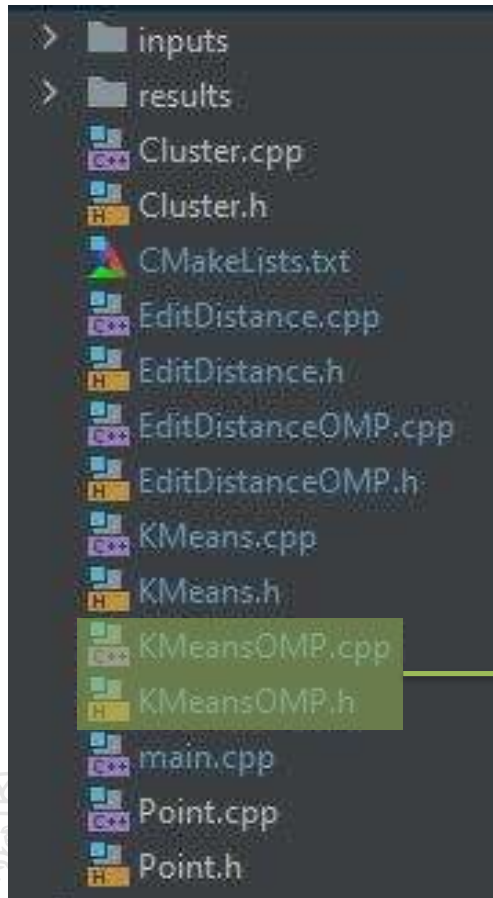 inputs
results
C++ Cluster.cpp
H Cluster.h
CMakeLists.txt
C++ EditDistance.cpp
H EditDistance.h
C++ EditDistanceOMP.cpp
H EditDistanceOMP.h
C++ KMeans.cpp
H KMeans.h
C++ KMeansOMP.cpp
H KMeansOMP.h
C++ main.cpp
C++ Point.cpp
H Point.h